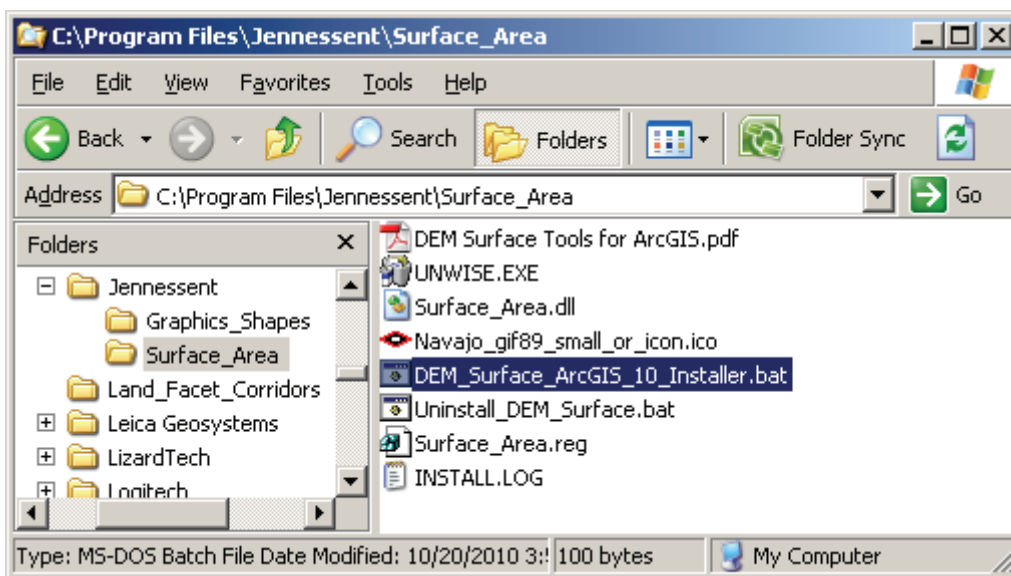 C:\Program Files\Jennessent\Surface_Area
File Edit View Favorites Tools Help
Back Search Folders Folder Sync
Address C:\Program Files\Jennessent\Surface_Area Go
Folders
Jennessent
Graphics_Shapes
Surface_Area
Land_Facet_Corridors
Leica Geosystems
LizardTech
Logitech
DEM Surface Tools for ArcGIS.pdf
UNWISE.EXE
Surface_Area.dll
Navajo_gif89_small_or_icon.ico
DEM_Surface_ArcGIS_10_Installer.bat
Uninstall_DEM_Surface.bat
Surface_Area.reg
INSTALL.LOG
Type: MS-DOS Batch File Date Modified: 10/20/2010 3: 100 bytes My Computer